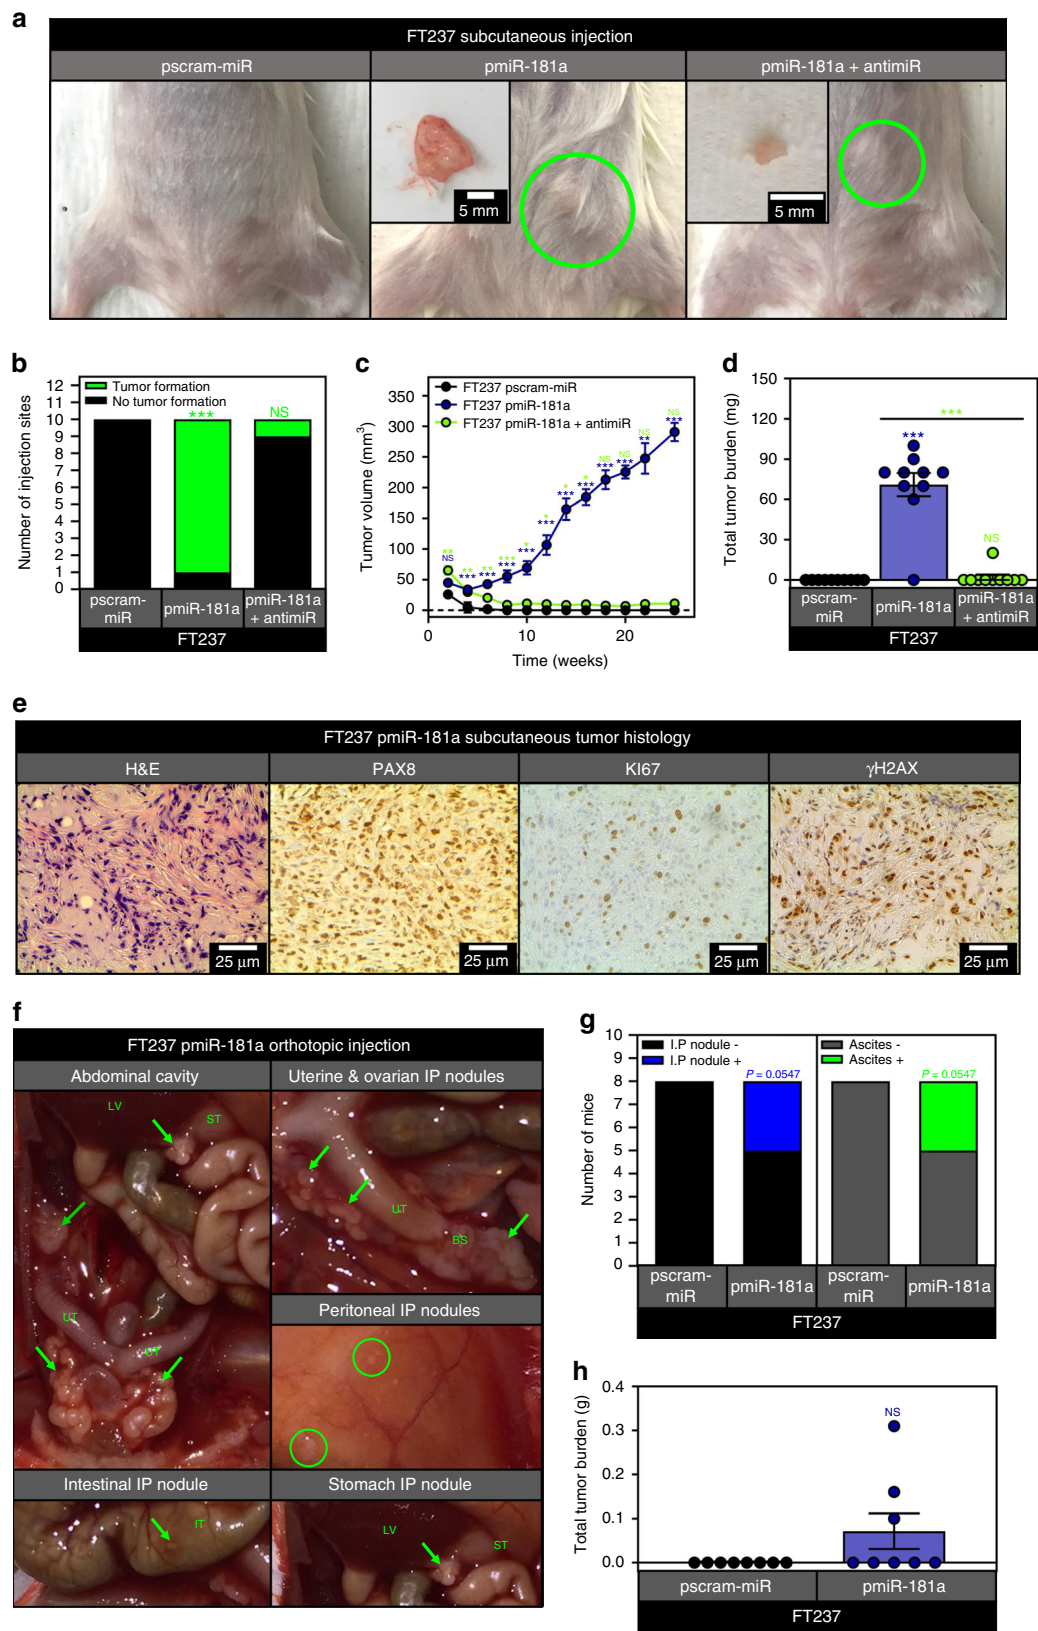 a
FT237 subcutaneous injection
pscram-miR
pmiR-181a
pmiR-181a + antimiR
5 mm
5 mm
b
Number of injection sites
12
11
10
9
8
7
6
5
4
3
2
1
0
Tumor formation
No tumor formation
***
NS
pscram-
miR
pmiR-181a
pmiR-181a
+ antimiR
FT237
c
Tumor volume (mm3)
350
300
250
200
150
100
50
0
FT237 pscram-miR
FT237 pmiR-181a
FT237 pmiR-181a + antimiR
** ** ** *** * * * * NS NS NS NS
NS *** *** *** *** *** *** *** *** *** ** ***
0 10 20
Time (weeks)
d
Total tumor burden (mg)
150
120
90
60
30
0
***
***
NS
pscram-
miR
pmiR-181a
pmiR-181a
+ antimiR
FT237
e
FT237 pmiR-181a subcutaneous tumor histology
H&E
PAX8
KI67
γH2AX
25 μm
25 μm
25 μm
25 μm
f
FT237 pmiR-181a orthotopic injection
Abdominal cavity
LV
ST
UT
UT
Uterine & ovarian IP nodules
UT
BS
Peritoneal IP nodules
Intestinal IP nodule
IT
Stomach IP nodule
LV
ST
g
Number of mice
10
9
8
7
6
5
4
3
2
1
0
I.P nodule -
I.P nodule +
Ascites -
Ascites +
P = 0.0547
P = 0.0547
pscram-
miR
pmiR-181a
pscram-
miR
pmiR-181a
FT237
h
Total tumor burden (g)
0.4
0.3
0.2
0.1
0.0
NS
pscram-miR
pmiR-181a
FT237